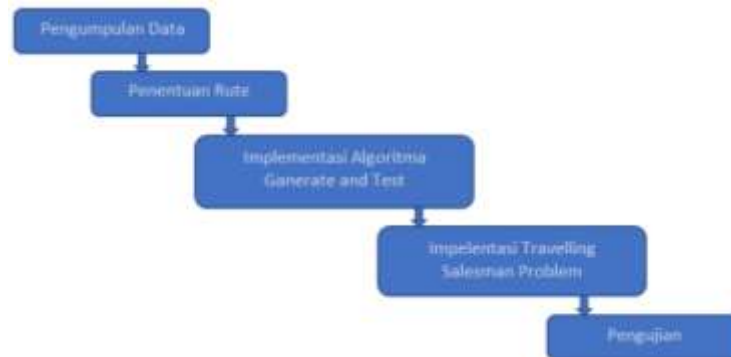 Pengumpulan Data
Penentuan Rute
Implementasi Algoritma
Ganerate and Test
Impelentasi Travelling
Salesman Problem
Pengujian